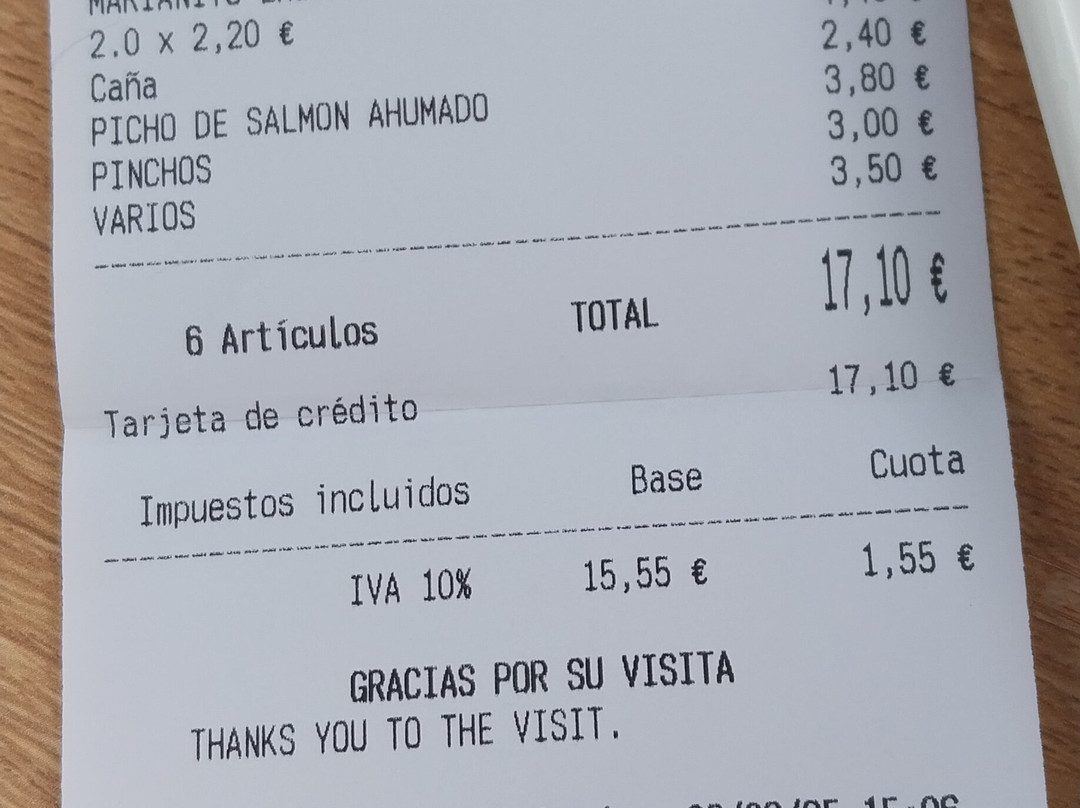 2.0 x 2,20 €
Caña 2,40 €
PICHO DE SALMON AHUMADO 3,80 €
PINCHOS 3,00 €
VARIOS 3,50 €
6 Artículos TOTAL 17,10 €
Tarjeta de crédito 17,10 €
Impuestos incluidos Base Cuota
IVA 10% 15,55 € 1,55 €
GRACIAS POR SU VISITA
THANKS YOU TO THE VISIT.